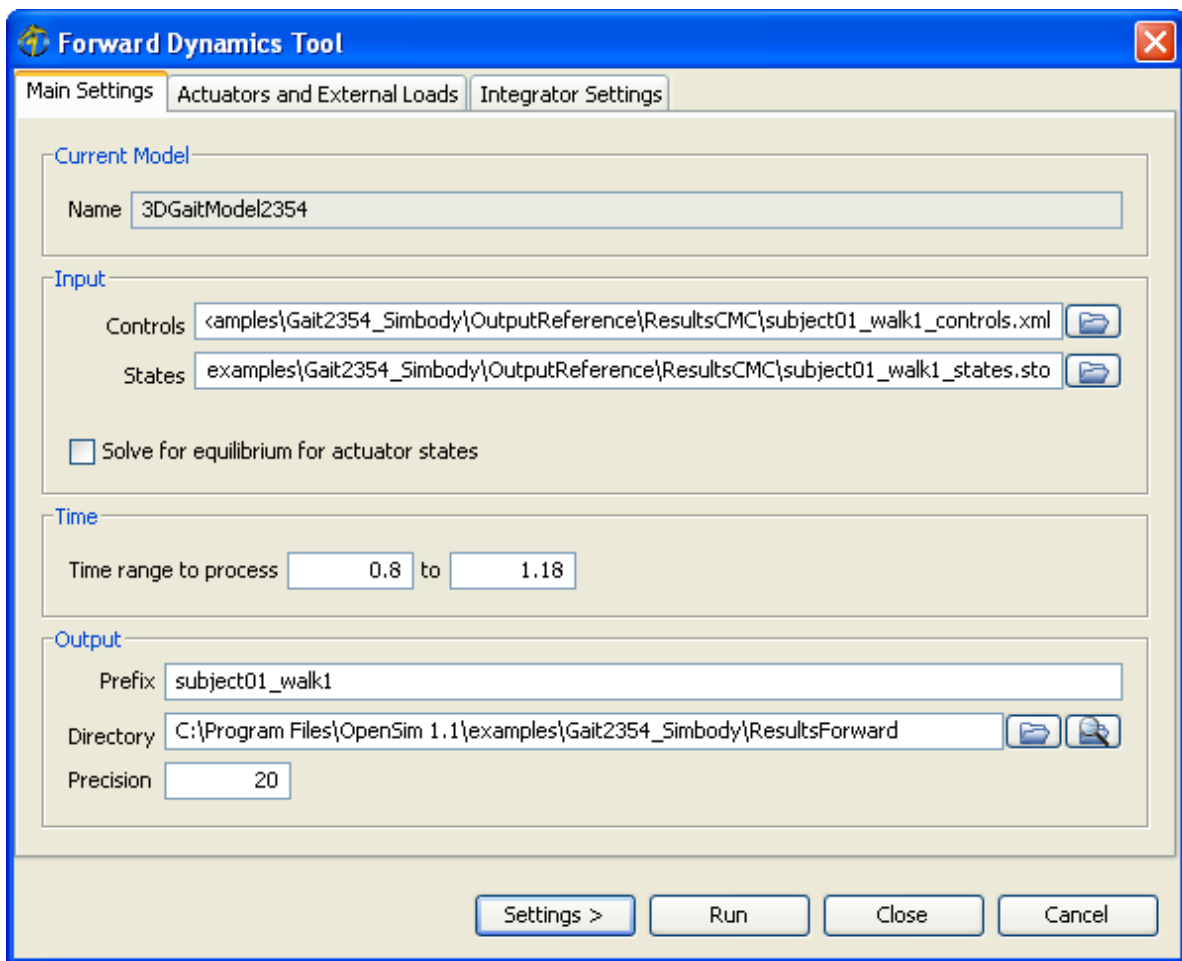 Forward Dynamics Tool
Main Settings Actuators and External Loads Integrator Settings
Current Model
Name 3DGaitModel2354
Input
Controls <amples\Gait2354_Simbody\OutputReference\ResultsCMC\subject01_walk1_controls.xml
States examples\Gait2354_Simbody\OutputReference\ResultsCMC\subject01_walk1_states.sto
Solve for equilibrium for actuator states
Time
Time range to process 0.8 to 1.18
Output
Prefix subject01_walk1
Directory C:\Program Files\OpenSim 1.1\examples\Gait2354_Simbody\ResultsForward
Precision 20
Settings > Run Close Cancel